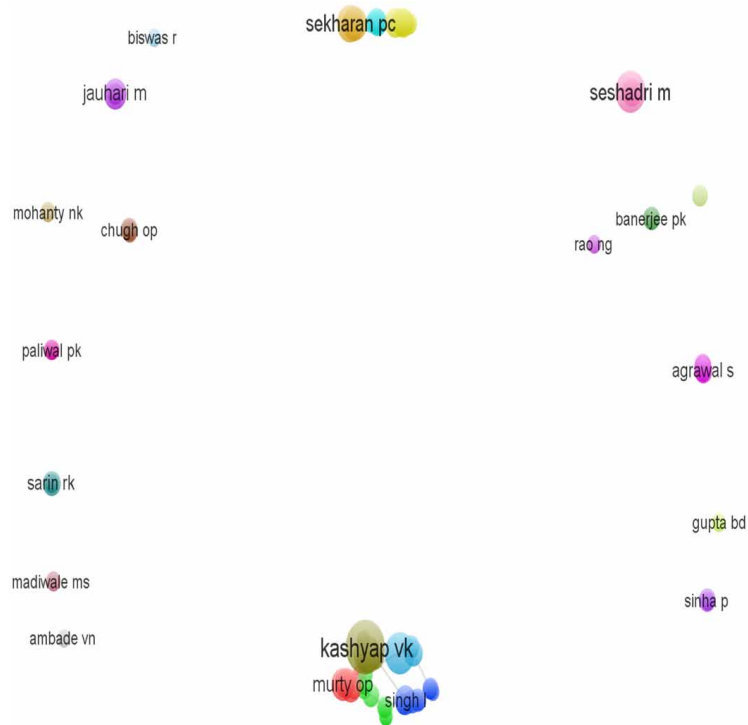 sekharan pc
biswas r
jauhari m
seshadri m
mohanty nk
banerjee pk
chugh op
rao ng
paliwal pk
agrawal s
sarin rk
gupta bd
madiwale ms
sinha p
ambade vn
kashyap vk
murty op
singh l